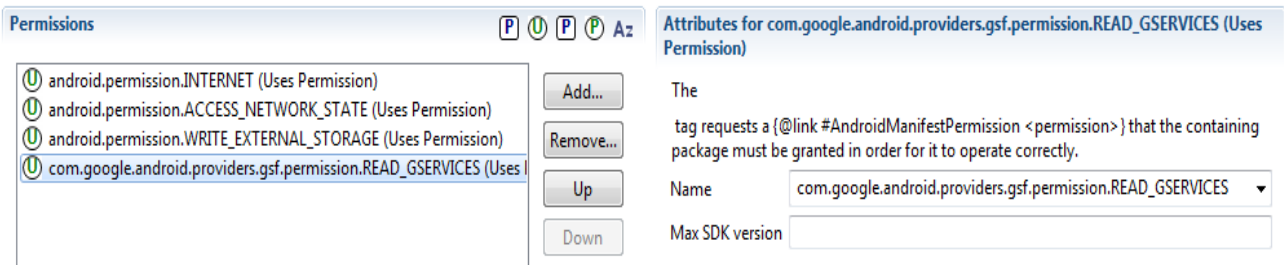 Permissions
P U P P Az
U android.permission.INTERNET (Uses Permission)
U android.permission.ACCESS_NETWORK_STATE (Uses Permission)
U android.permission.WRITE_EXTERNAL_STORAGE (Uses Permission)
U com.google.android.providers.gsf.permission.READ_GSERVICES (Uses
Add...
Remove...
Up
Down
Attributes for com.google.android.providers.gsf.permission.READ_GSERVICES (Uses
Permission)
The
tag requests a {@link #AndroidManifestPermission <permission>} that the containing
package must be granted in order for it to operate correctly.
Name com.google.android.providers.gsf.permission.READ_GSERVICES
Max SDK version